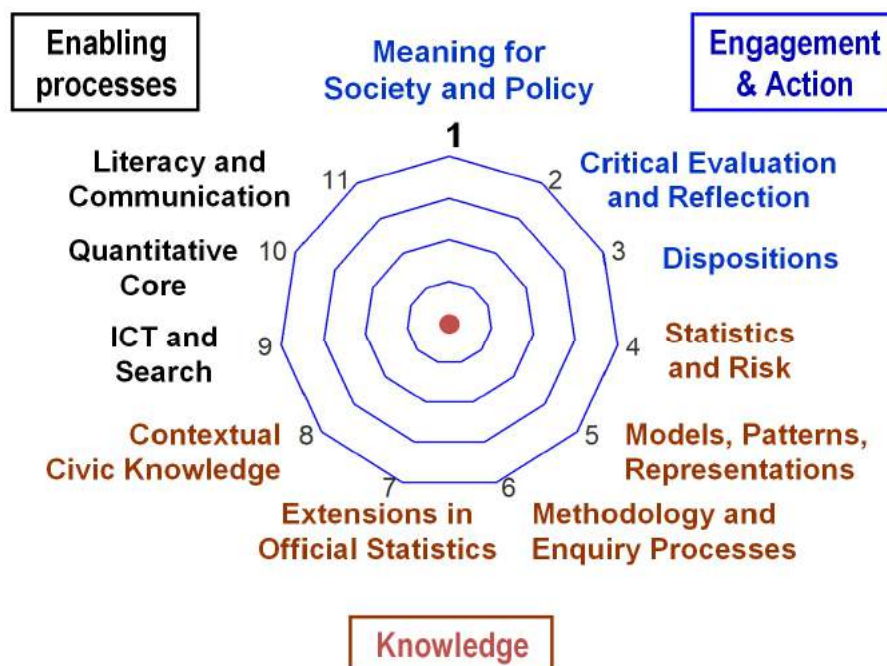 Enabling
processes
Meaning for
Society and Policy
Engagement
& Action
1
Literacy and
Communication
11
2
Critical Evaluation
and Reflection
Quantitative
Core
10
3
Dispositions
ICT and
Search
9
4
Statistics
and Risk
Contextual
Civic Knowledge
8
5
Models, Patterns,
Representations
7
6
Extensions in
Official Statistics
Methodology and
Enquiry Processes
Knowledge